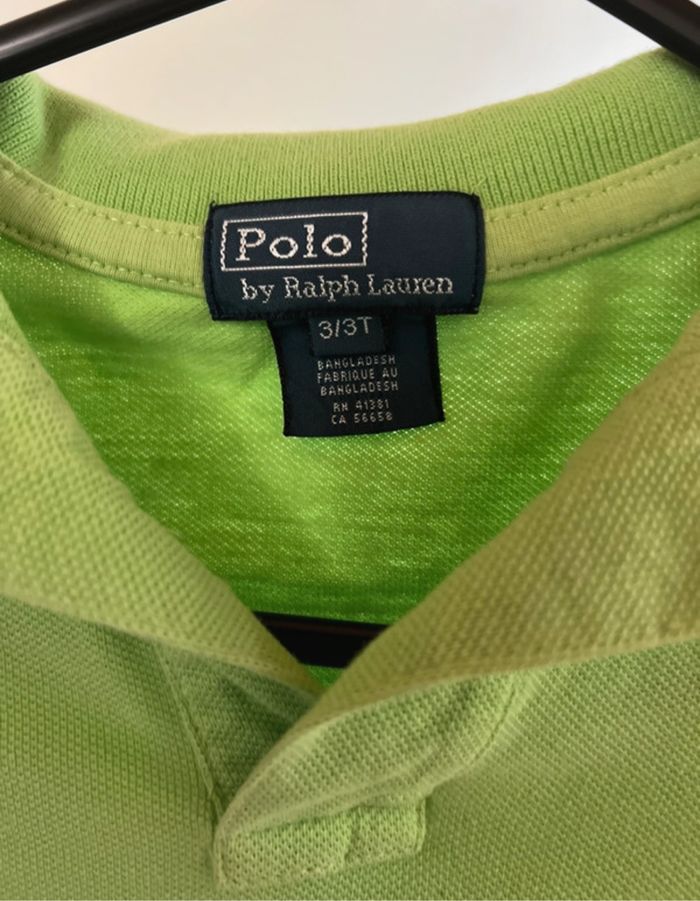 Polo
by Ralph Lauren
3/3T
BANGLADESH
FABRIQUE AU
BANGLADESH
RN 41381
CA 56658